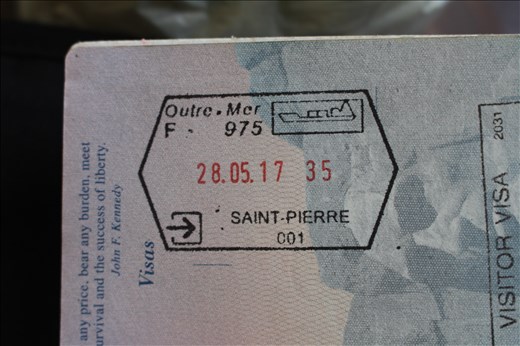 Outre.Mer
F - 975
28.05.17 35
SAINT-PIERRE
001
any price, bear any burden, meet
urvival and the success of liberty.
John F. Kennedy
Visas
VISITOR VISA
2031